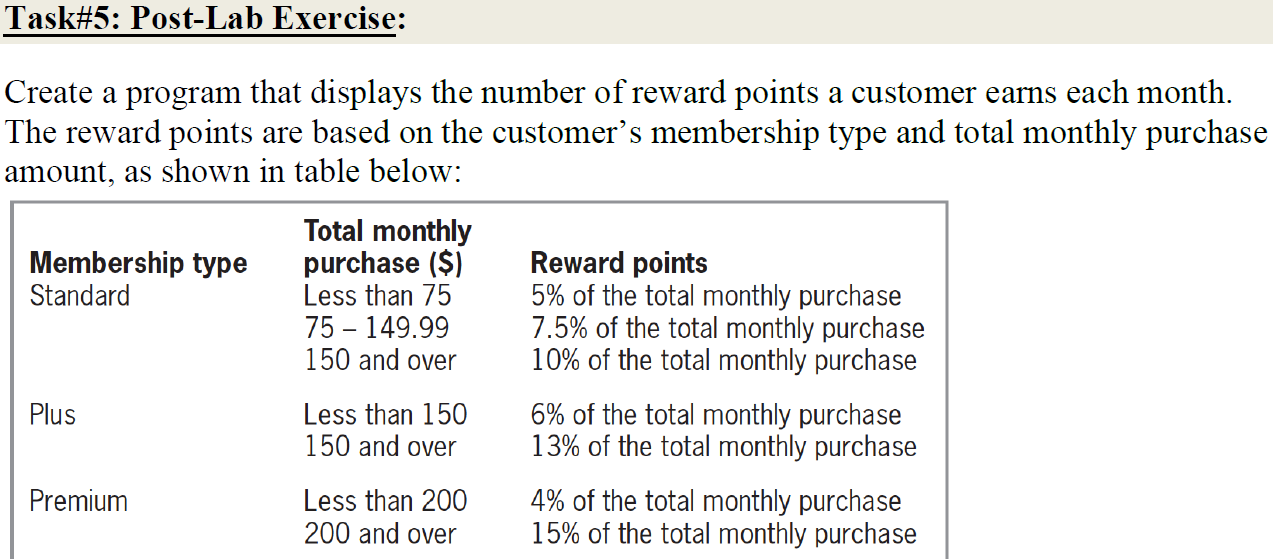 Task#5: Post-Lab Exercise:
Create a program that displays the number of reward points a customer earns each month.
The reward points are based on the customer’s membership type and total monthly purchase
amount, as shown in table below:
Total monthly
Membership type purchase ($) Reward points
Standard Less than 75 5% of the total monthly purchase
75 – 149.99 7.5% of the total monthly purchase
150 and over 10% of the total monthly purchase
Plus Less than 150 6% of the total monthly purchase
150 and over 13% of the total monthly purchase
Premium Less than 200 4% of the total monthly purchase
200 and over 15% of the total monthly purchase